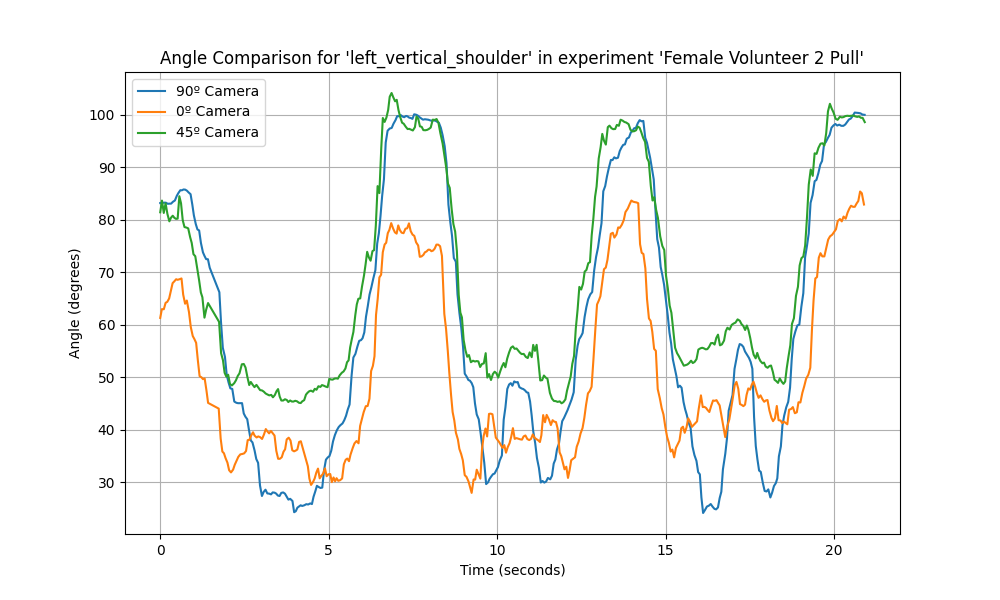 Angle Comparison for 'left_vertical_shoulder' in experiment 'Female Volunteer 2 Pull'
90º Camera
0º Camera
45º Camera
Angle (degrees)
100
90
80
70
60
50
40
30
0
5
10
15
20
Time (seconds)